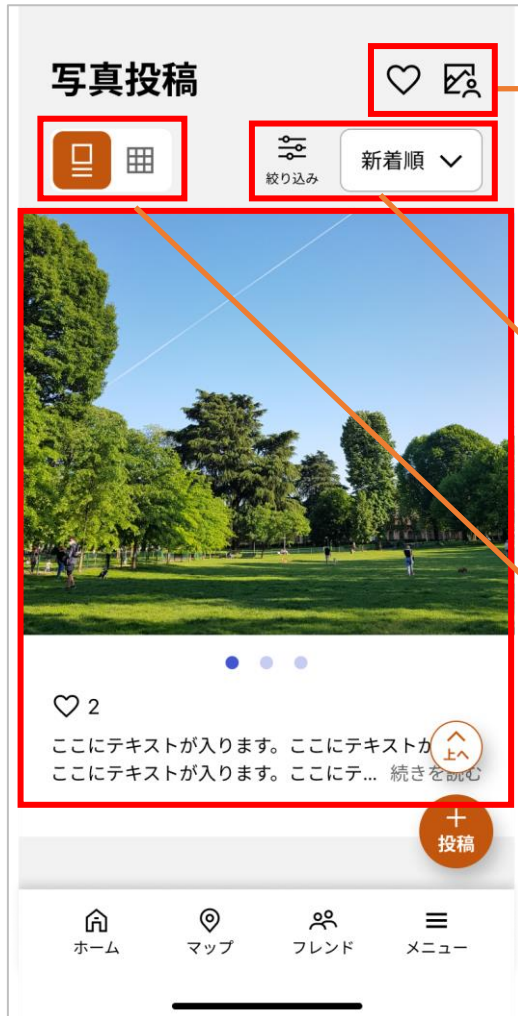 写真投稿
絞り込み
新着順
2
ここにテキストが入ります。ここにテキストか
上へ
ここにテキストが入ります。ここにテ... 続きを読む
投稿
ホーム
マップ
フレンド
メニュー